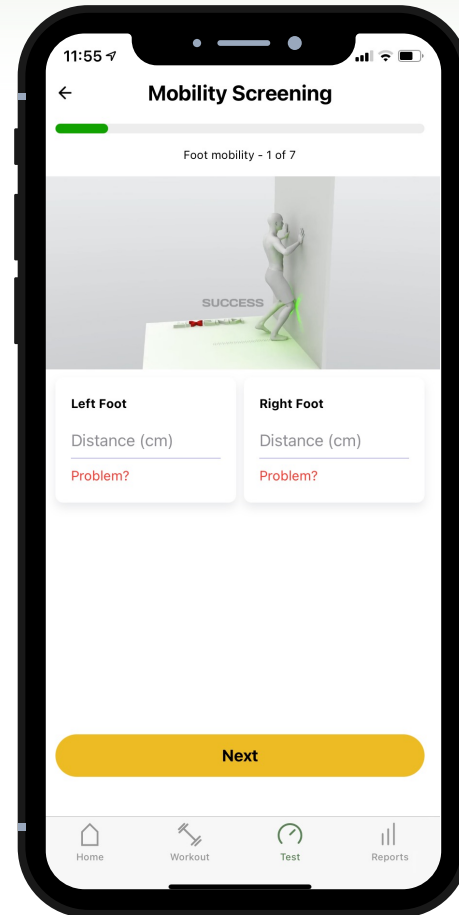 11:55
Mobility Screening
Foot mobility - 1 of 7
SUCCESS
Left Foot
Right Foot
Distance (cm)
Distance (cm)
Problem?
Problem?
Next
Home
Workout
Test
Reports